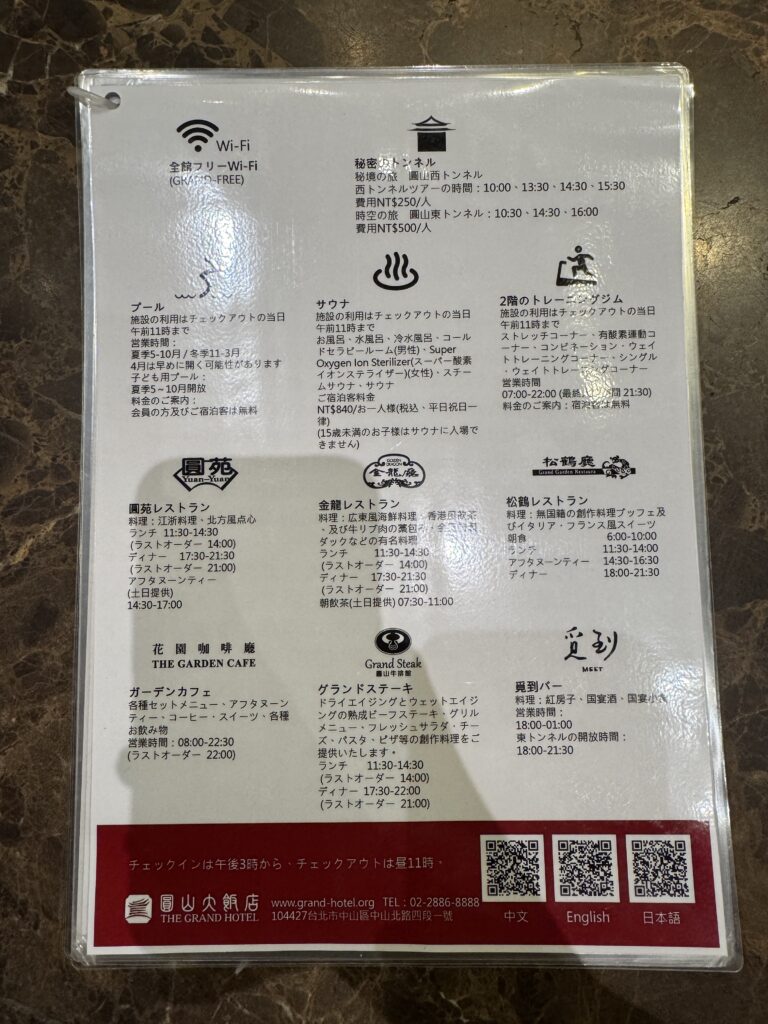 Wi-Fi
全館フリーWi-Fi
(GRAND-FREE)
秘密のトンネル
秘境の旅 圓山西トンネル
西トンネルツアーの時間：10:00、13:30、14:30、15:30
費用NT$250/人
時空の旅 圓山東トンネル：10:30、14:30、16:00
費用NT$500/人
プール
施設の利用はチェックアウトの当日
午前11時まで
営業時間：
夏季5-10月 / 冬季11-3月
4月は早めに開く可能性があります
子ども用プール：
夏季5～10月開放
料金のご案内：
会員の方及びご宿泊客は無料
サウナ
施設の利用はチェックアウトの当日
午前11時まで
お風呂、水風呂、冷水風呂、コール
ドセラピールーム(男性)、Super
Oxygen Ion Sterilizer(スーパー酸素
イオンステライザー)(女性)、スチー
ムサウナ、サウナ
ご宿泊客料金
NT$840/お一人様(税込、平日祝日一
律)
(15歳未満のお子様はサウナに入場で
きません)
2階のトレーニングジム
施設の利用はチェックアウトの当日
午前11時まで
ストレッチコーナー、有酸素運動コ
ーナー、コンビネーション・ウェイ
トトレーニングコーナー、シングル
・ウェイトトレーニングコーナー
営業時間
07:00-22:00 (最終 間 21:30)
料金のご案内：宿泊客は無料
圓苑
Yuan-Yuan
圓苑レストラン
料理：江浙料理、北方風点心
ランチ 11:30-14:30
(ラストオーダー 14:00)
ディナー 17:30-21:30
(ラストオーダー 21:00)
アフタヌーンティー
(土日提供)
14:30-17:00
GOLDEN DRAGON
金龍廳
金龍レストラン
料理：広東風海鮮料理、香港風飲茶
、及び牛リブ肉の藁包み、
ダックなどの有名料理
ランチ 11:30-14:30
(ラストオーダー 14:00)
ディナー 17:30-21:30
(ラストオーダー 21:00)
朝飲茶(土日提供) 07:30-11:00
松鶴廳
Grand Garden Restaura
松鶴レストラン
料理：無国籍の創作料理ブッフェ及
びイタリア・フランス風スイーツ
朝食 6:00-10:00
ランチ 11:30-14:00
アフタヌーンティー 14:30-16:30
ディナー 18:00-21:30
花園咖啡廳
THE GARDEN CAFE
ガーデンカフェ
各種セットメニュー、アフタヌーン
ティー、コーヒー、スイーツ、各種
お飲み物
営業時間：08:00-22:30
(ラストオーダー 22:00)
Grand Steak
圓山牛排館
グランドステーキ
ドライエイジングとウェットエイジ
ングの熟成ビーフステーキ、グリル
メニュー、フレッシュサラダ、チー
ズ、パスタ、ピザ等の創作料理をご
提供いたします。
ランチ 11:30-14:30
(ラストオーダー 14:00)
ディナー 17:30-22:00
(ラストオーダー 21:00)
覓到
MEET
覓到バー
料理：紅房子、国宴酒、国宴小食
営業時間：
18:00-01:00
東トンネルの開放時間：
18:00-21:30
チェックインは午後3時から、チェックアウトは昼11時。
圓山大飯店
THE GRAND HOTEL
www.grand-hotel.org TEL：02-2886-8888
104427台北市中山區中山北路四段一號
中文
English
日本語